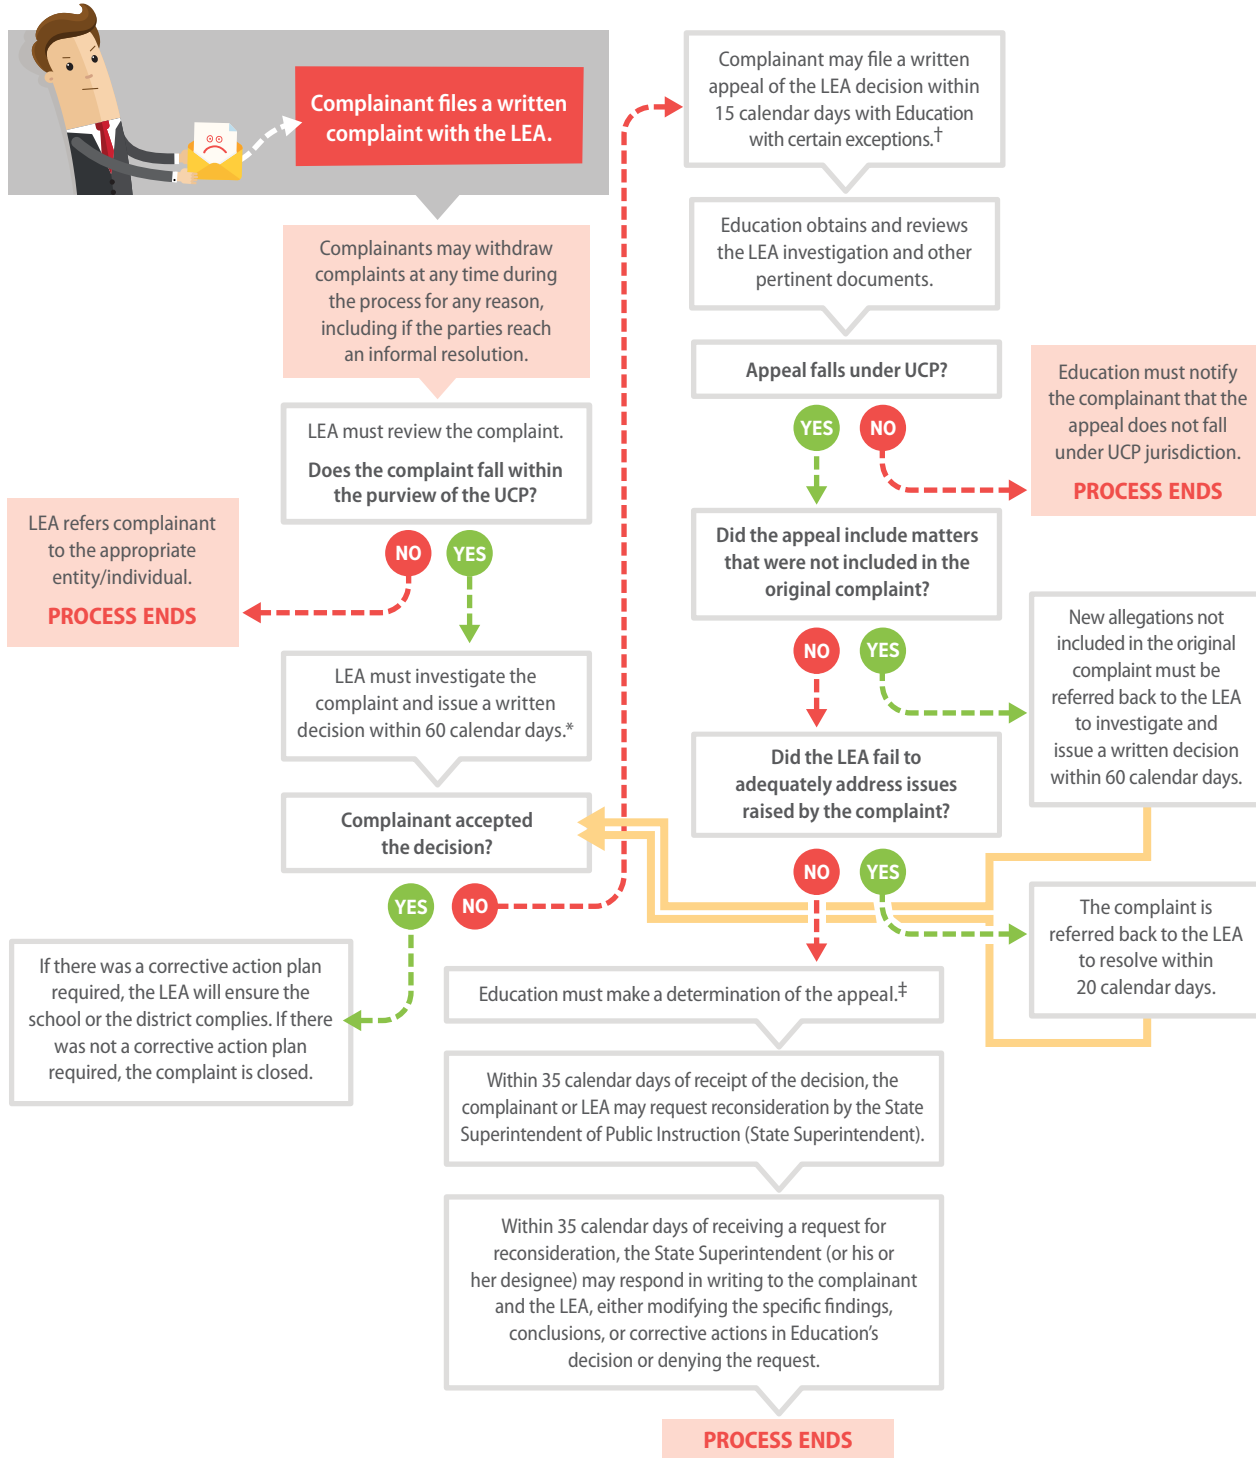 Complainant files a written
complaint with the LEA.
Complainants may withdraw
complaints at any time during
the process for any reason,
including if the parties reach
an informal resolution.
LEA must review the complaint.
Does the complaint fall within
the purview of the UCP?
NO
YES
LEA refers complainant
to the appropriate
entity/individual.
PROCESS ENDS
LEA must investigate the
complaint and issue a written
decision within 60 calendar days.*
Complainant accepted
the decision?
YES
NO
If there was a corrective action plan
required, the LEA will ensure the
school or the district complies. If there
was not a corrective action plan
required, the complaint is closed.
Complainant may file a written
appeal of the LEA decision within
15 calendar days with Education
with certain exceptions.†
Education obtains and reviews
the LEA investigation and other
pertinent documents.
Appeal falls under UCP?
YES
NO
Education must notify
the complainant that the
appeal does not fall
under UCP jurisdiction.
PROCESS ENDS
Did the appeal include matters
that were not included in the
original complaint?
NO
YES
New allegations not
included in the original
complaint must be
referred back to the LEA
to investigate and
issue a written decision
within 60 calendar days.
Did the LEA fail to
adequately address issues
raised by the complaint?
NO
YES
The complaint is
referred back to the LEA
to resolve within
20 calendar days.
Education must make a determination of the appeal.‡
Within 35 calendar days of receipt of the decision, the
complainant or LEA may request reconsideration by the State
Superintendent of Public Instruction (State Superintendent).
Within 35 calendar days of receiving a request for
reconsideration, the State Superintendent (or his or
her designee) may respond in writing to the complainant
and the LEA, either modifying the specific findings,
conclusions, or corrective actions in Education’s
decision or denying the request.
PROCESS ENDS